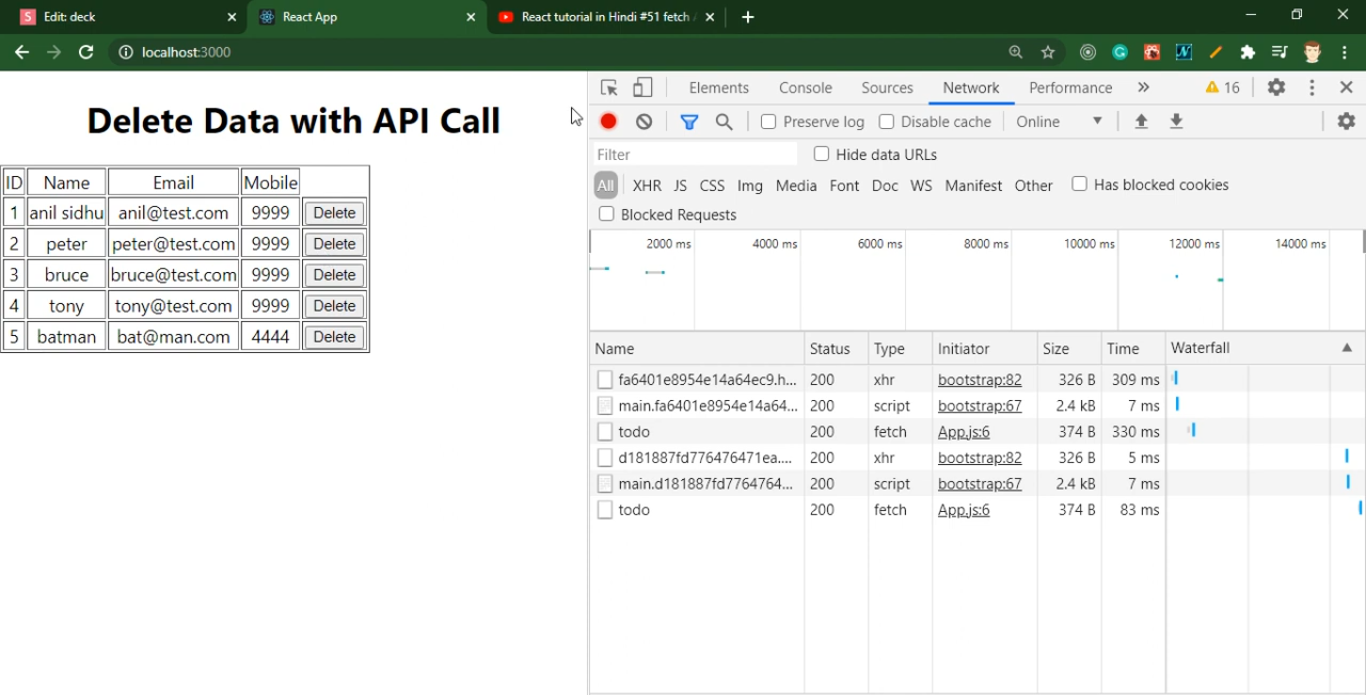 Edit: deck
React App
React tutorial in Hindi #51 fetch
localhost:3000
Delete Data with API Call
ID Name Email Mobile
1 anil sidhu anil@test.com 9999 Delete
2 peter peter@test.com 9999 Delete
3 bruce bruce@test.com 9999 Delete
4 tony tony@test.com 9999 Delete
5 batman bat@man.com 4444 Delete
Elements Console Sources Network Performance » 16
Preserve log Disable cache Online
Filter Hide data URLs
All XHR JS CSS Img Media Font Doc WS Manifest Other Has blocked cookies
Blocked Requests
2000 ms 4000 ms 6000 ms 8000 ms 10000 ms 12000 ms 14000 ms
Name Status Type Initiator Size Time Waterfall
fa6401e8954e14a64ec9.h... 200 xhr bootstrap:82 326 B 309 ms
main.fa6401e8954e14a64... 200 script bootstrap:67 2.4 kB 7 ms
todo 200 fetch App.js:6 374 B 330 ms
d181887fd776476471ea.... 200 xhr bootstrap:82 326 B 5 ms
main.d181887fd7764764... 200 script bootstrap:67 2.4 kB 7 ms
todo 200 fetch App.js:6 374 B 83 ms